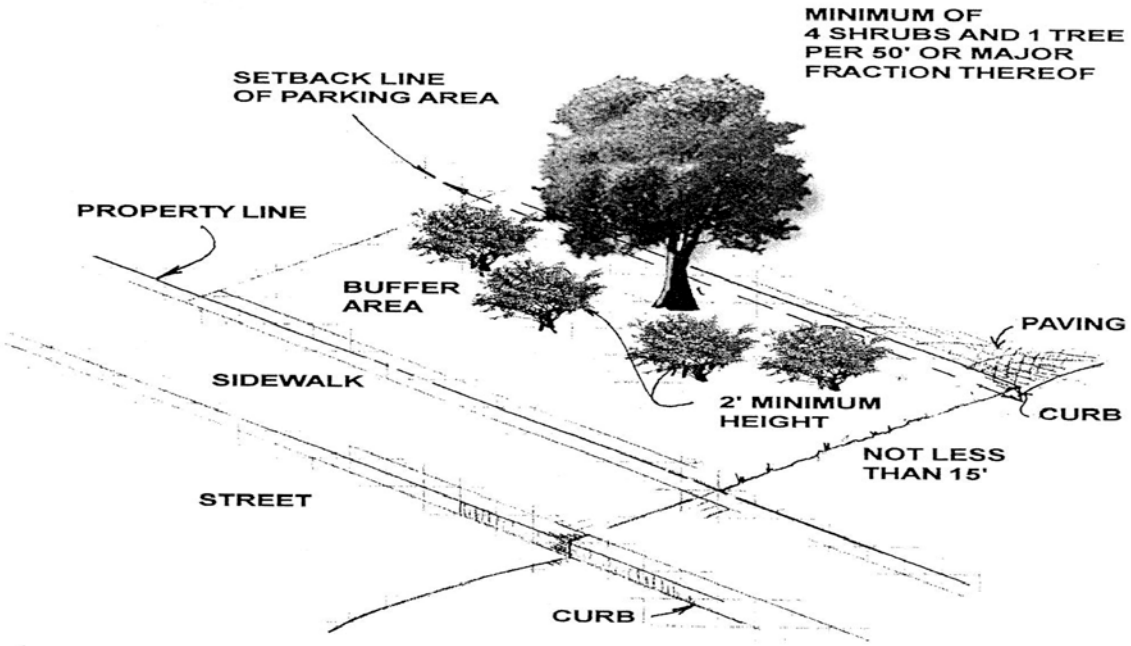 MINIMUM OF
4 SHRUBS AND 1 TREE
PER 50' OR MAJOR
FRACTION THEREOF
SETBACK LINE
OF PARKING AREA
PROPERTY LINE
BUFFER
AREA
PAVING
SIDEWALK
2' MINIMUM
HEIGHT
CURB
NOT LESS
THAN 15'
STREET
CURB